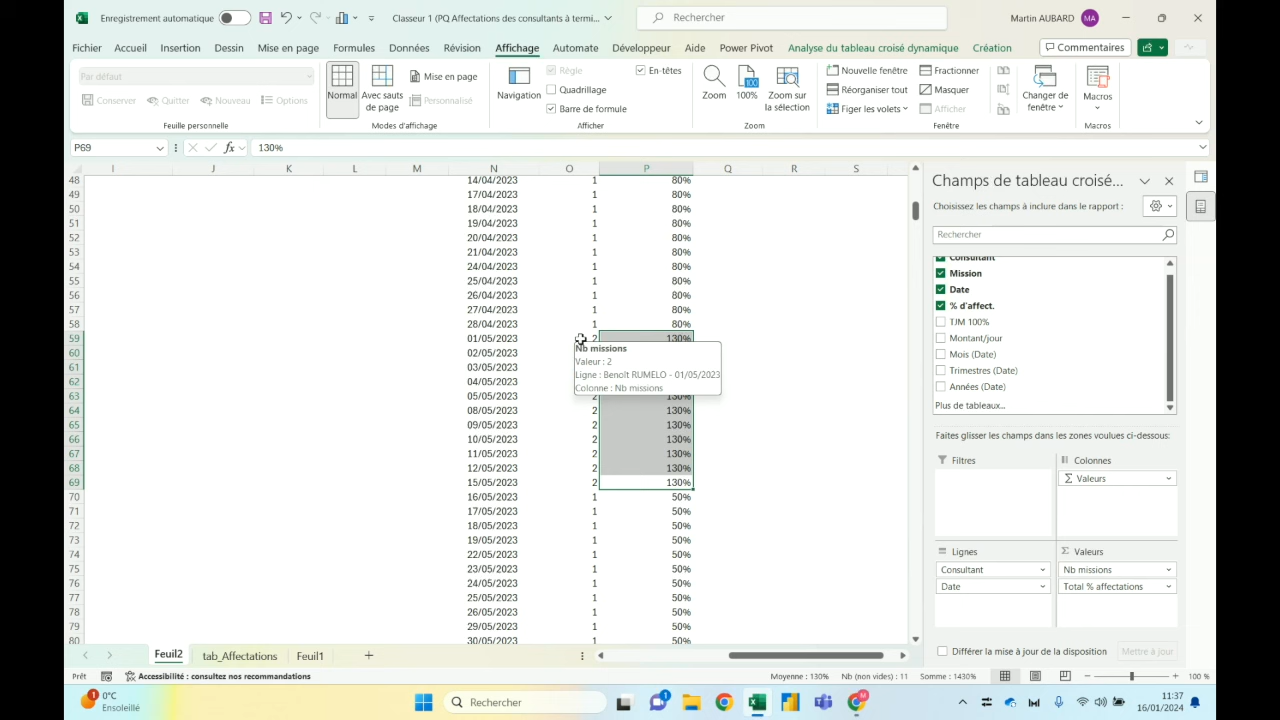 Enregistrement automatique
Classeur 1 (PQ Affectations des consultants à termi...
Rechercher
Martin AUBARD MA
Fichier Accueil Insertion Dessin Mise en page Formules Données Révision Affichage Automate Développeur Aide Power Pivot Analyse du tableau croisé dynamique Création Commentaires
Par défaut
Conserver Quitter Nouveau Options
Feuille personnelle
Normal
Avec sauts
de page
Mise en page
Personnalisé
Modes d'affichage
Navigation
Règle
Quadrillage
Barre de formule
En-têtes
Afficher
Zoom
100
100%
Zoom sur
la sélection
Zoom
Nouvelle fenêtre
Réorganiser tout
Figer les volets
Fractionner
Masquer
Afficher
Changer de
fenêtre
Fenêtre
Macros
Macros
P69 fx 130%
I J K L M N O P Q R S
48 14/04/2023 1 80%
49 17/04/2023 1 80%
50 18/04/2023 1 80%
51 19/04/2023 1 80%
52 20/04/2023 1 80%
53 21/04/2023 1 80%
54 24/04/2023 1 80%
55 25/04/2023 1 80%
56 26/04/2023 1 80%
57 27/04/2023 1 80%
58 28/04/2023 1 80%
59 01/05/2023 2 130%
60 02/05/2023
61 03/05/2023
62 04/05/2023
63 05/05/2023 2 130%
64 08/05/2023 2 130%
65 09/05/2023 2 130%
66 10/05/2023 2 130%
67 11/05/2023 2 130%
68 12/05/2023 2 130%
69 15/05/2023 2 130%
70 16/05/2023 1 50%
71 17/05/2023 1 50%
72 18/05/2023 1 50%
73 19/05/2023 1 50%
74 22/05/2023 1 50%
75 23/05/2023 1 50%
76 24/05/2023 1 50%
77 25/05/2023 1 50%
78 26/05/2023 1 50%
79 29/05/2023 1 50%
80 30/05/2023 1 50%
Nb missions
Valeur : 2
Ligne : Benoît RUMELO - 01/05/2023
Colonne : Nb missions
Champs de tableau croisé...
Choisissez les champs à inclure dans le rapport :
Rechercher
Consultant
Mission
Date
% d'affect.
TJM 100%
Montant/jour
Mois (Date)
Trimestres (Date)
Années (Date)
Plus de tableaux...
Faites glisser les champs dans les zones voulues ci-dessous:
Filtres
Colonnes
Σ Valeurs
Lignes
Consultant
Date
Σ Valeurs
Nb missions
Total % affectations
Différer la mise à jour de la disposition Mettre à jour
Feuil2 tab_Affectations Feuil1 +
Prêt Accessibilité : consultez nos recommandations Moyenne : 130% Nb (non vides) : 11 Somme : 1430% 100 %
1
0°C
Ensoleillé
Rechercher
1
M
11:37
16/01/2024